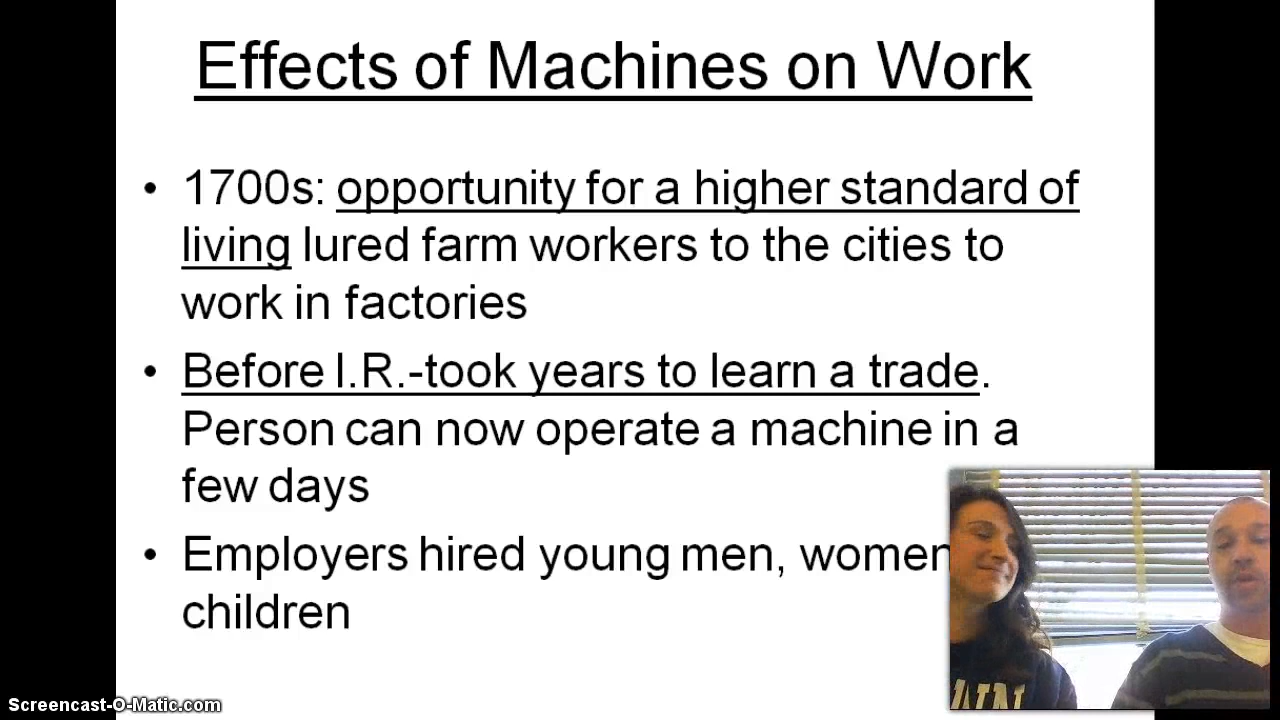 Effects of Machines on Work
• 1700s: opportunity for a higher standard of
living lured farm workers to the cities to
work in factories
• Before I.R.-took years to learn a trade.
Person can now operate a machine in a
few days
• Employers hired young men, women
children
Screencast-O-Matic.com